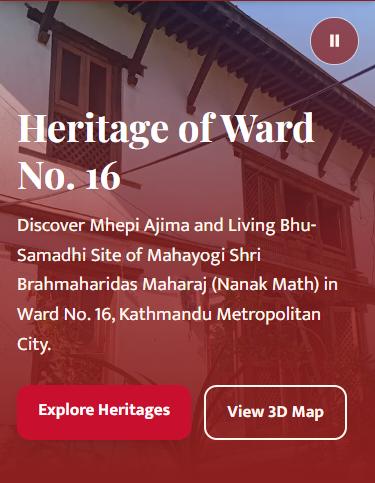 Heritage of Ward
No. 16
Discover Mhepi Ajima and Living Bhu-
Samadhi Site of Mahayogi Shri
Brahmaharidas Maharaj (Nanak Math) in
Ward No. 16, Kathmandu Metropolitan
City.
Explore Heritages
View 3D Map